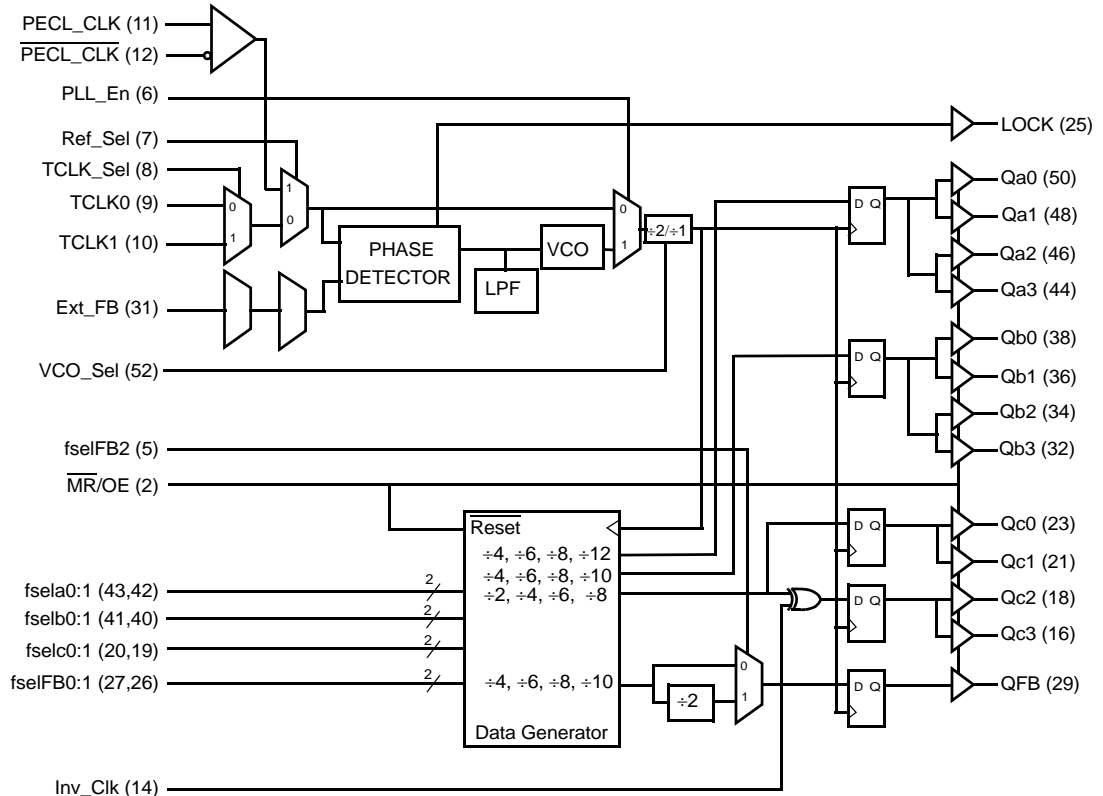 PECL_CLK (11)
PECL_CLK (12)
PLL_En (6)
Ref_Sel (7)
TCLK_Sel (8)
TCLK0 (9)
TCLK1 (10)
Ext_FB (31)
VCO_Sel (52)
fselFB2 (5)
MR/OE (2)
fsela0:1 (43,42)
fselb0:1 (41,40)
fselc0:1 (20,19)
fselFB0:1 (27,26)
Inv_Clk (14)
0
1
1
0
PHASE
DETECTOR
LPF
VCO
0
1
÷2/÷1
2
2
2
2
Reset
÷4, ÷6, ÷8, ÷12
÷4, ÷6, ÷8, ÷10
÷2, ÷4, ÷6, ÷8
÷4, ÷6, ÷8, ÷10
Data Generator
÷2
0
1
D Q
D Q
D Q
D Q
D Q
LOCK (25)
Qa0 (50)
Qa1 (48)
Qa2 (46)
Qa3 (44)
Qb0 (38)
Qb1 (36)
Qb2 (34)
Qb3 (32)
Qc0 (23)
Qc1 (21)
Qc2 (18)
Qc3 (16)
QFB (29)